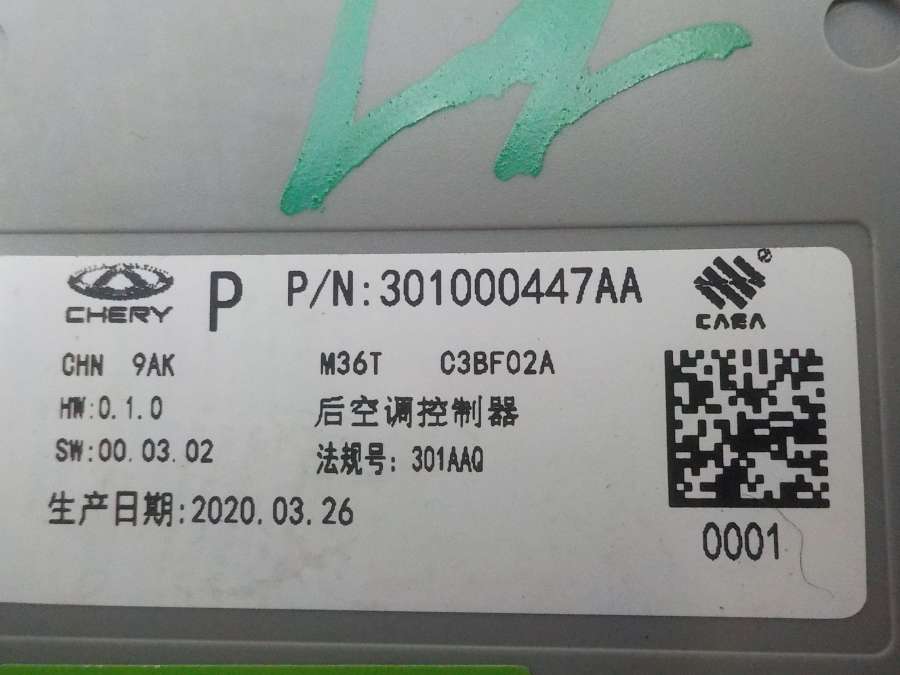 CHERY P P/N:301000447AA
CHN 9AK M36T C3BF02A
HW:0.1.0 后空调控制器
SW:00.03.02 法规号: 301AAQ
生产日期:2020.03.26
0001